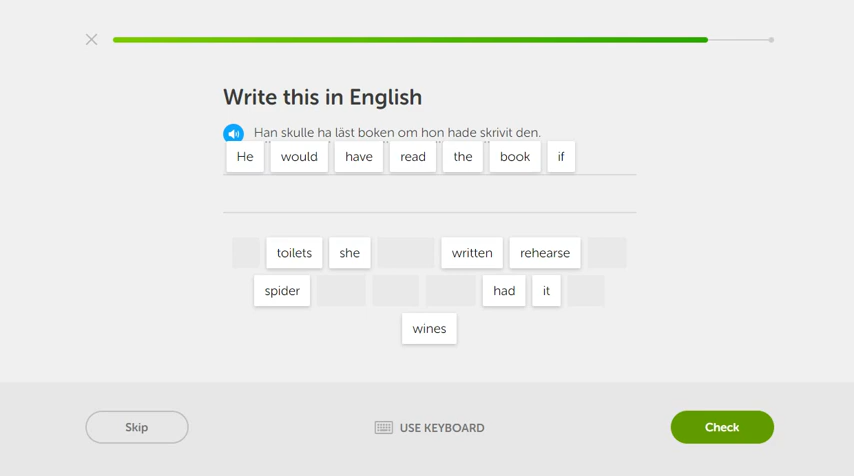 Write this in English
Han skulle ha läst boken om hon hade skrivit den.
He would have read the book if
toilets she written rehearse
spider had it
wines
Skip USE KEYBOARD Check